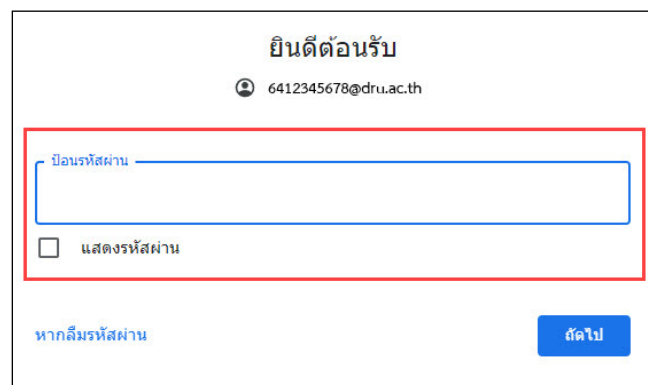 ยินดีต้อนรับ
6412345678@dru.ac.th
ป้อนรหัสผ่าน
แสดงรหัสผ่าน
หากลืมรหัสผ่าน
ถัดไป